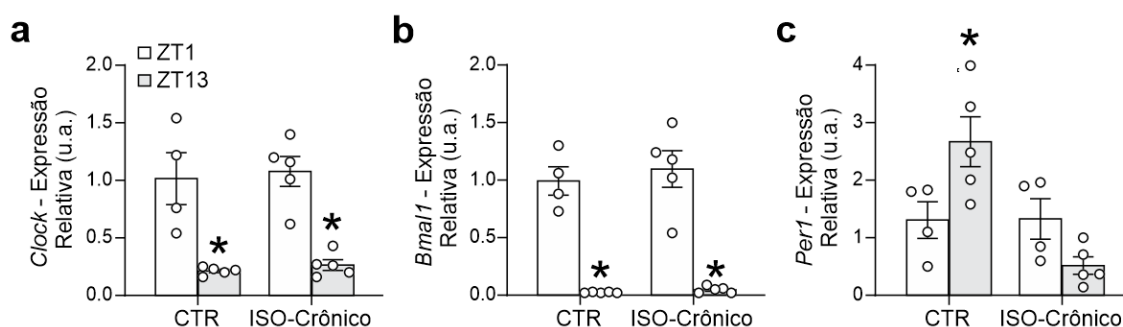 a
ZT1
ZT13
Clock - Expressão
Relativa (u.a.)
2.0
1.5
1.0
0.5
0.0
*
*
CTR
ISO-Crônico
b
Bmal1 - Expressão
Relativa (u.a.)
2.0
1.5
1.0
0.5
0.0
*
*
CTR
ISO-Crônico
c
Per1 - Expressão
Relativa (u.a.)
4
3
2
1
0
*
CTR
ISO-Crônico